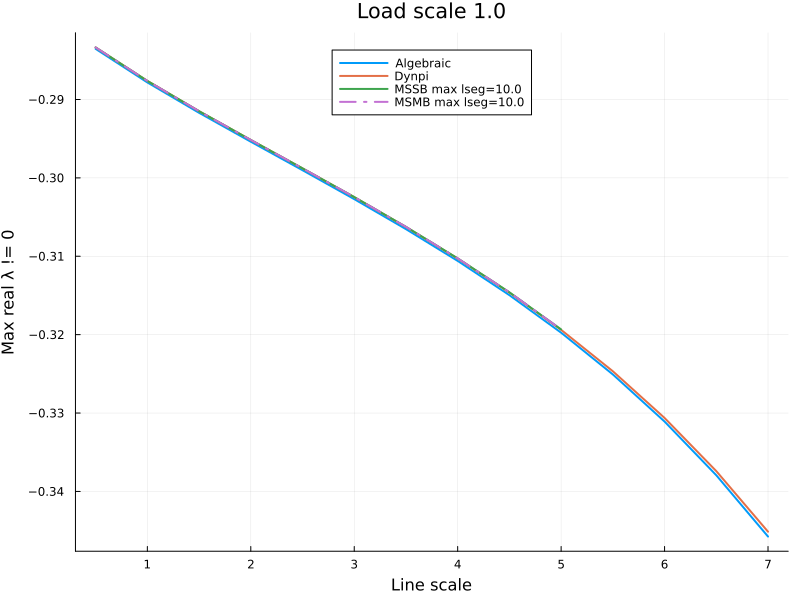 Load scale 1.0
Algebraic
Dynpi
MSSB max lseg=10.0
MSMB max lseg=10.0
Max real λ != 0
−0.29
−0.30
−0.31
−0.32
−0.33
−0.34
1 2 3 4 5 6 7
Line scale